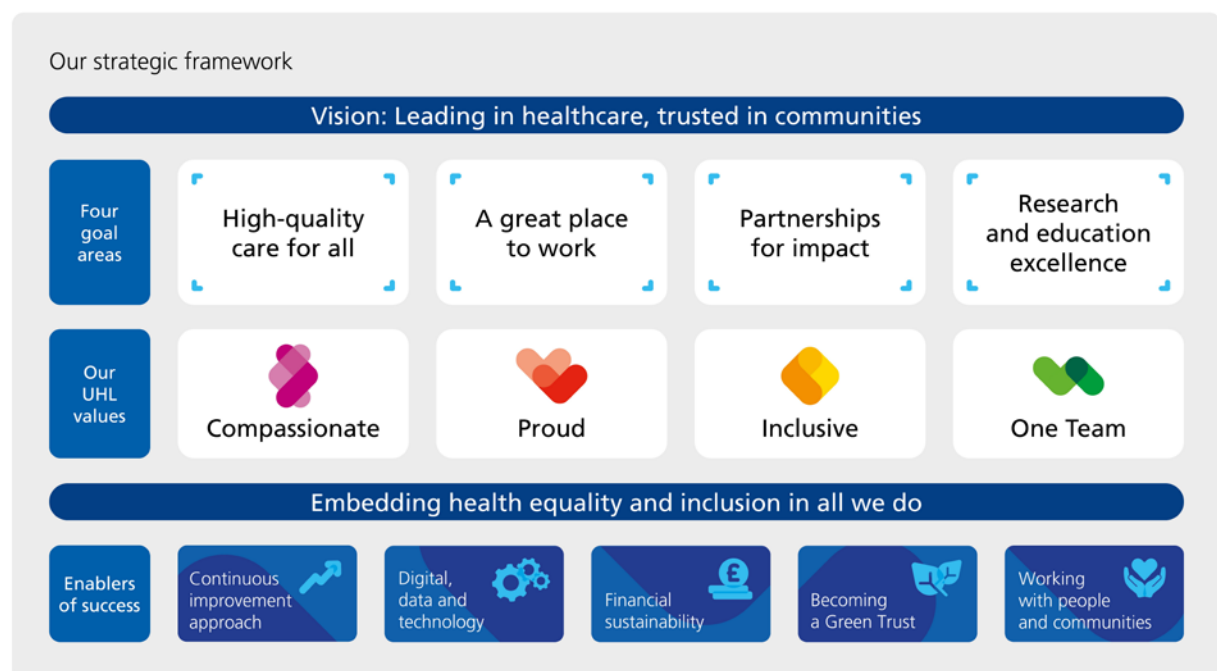 Our strategic framework
Vision: Leading in healthcare, trusted in communities
Four
goal
areas
High-quality
care for all
A great place
to work
Partnerships
for impact
Research
and education
excellence
Our
UHL
values
Compassionate
Proud
Inclusive
One Team
Embedding health equality and inclusion in all we do
Enablers
of success
Continuous
improvement
approach
Digital,
data and
technology
£
Financial
sustainability
Becoming
a Green Trust
Working
with people
and communities